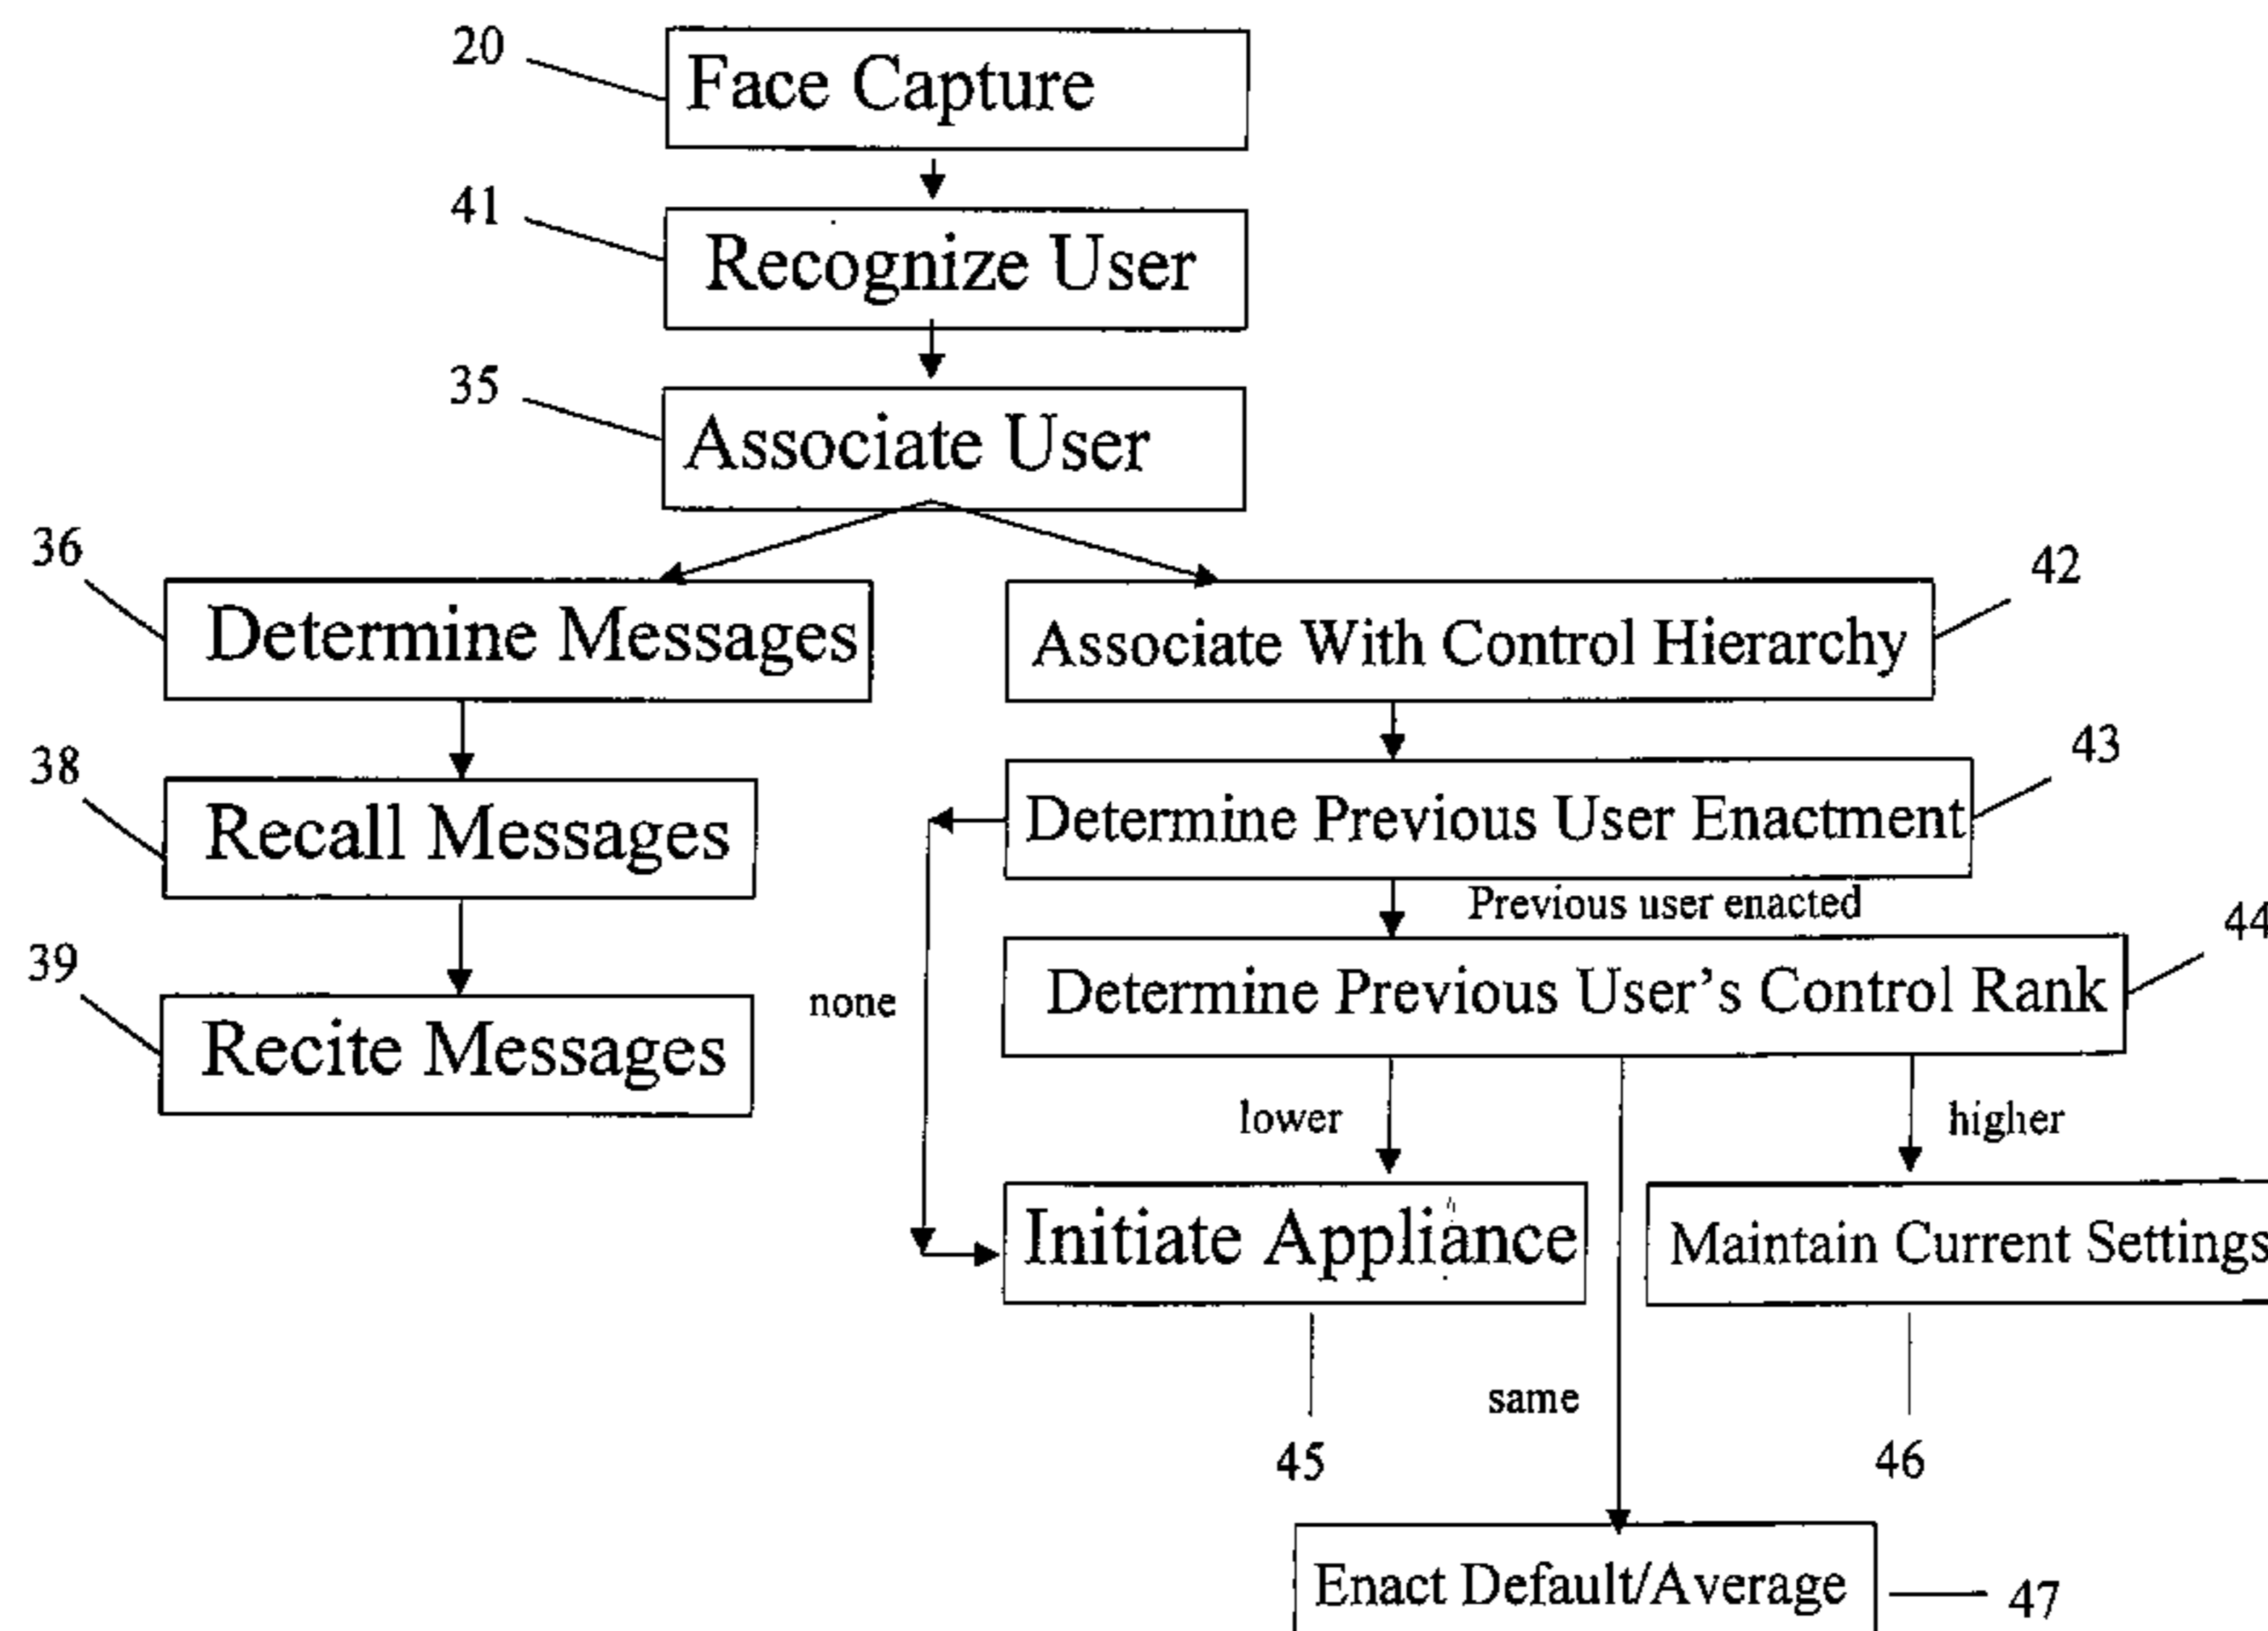 20
Face Capture
41
Recognize User
35
Associate User
36
Determine Messages
42
Associate With Control Hierarchy
38
Recall Messages
43
Determine Previous User Enactment
Previous user enacted
39
Recite Messages
none
44
Determine Previous User's Control Rank
lower
higher
Initiate Appliance
Maintain Current Settings
same
45
46
Enact Default/Average
47